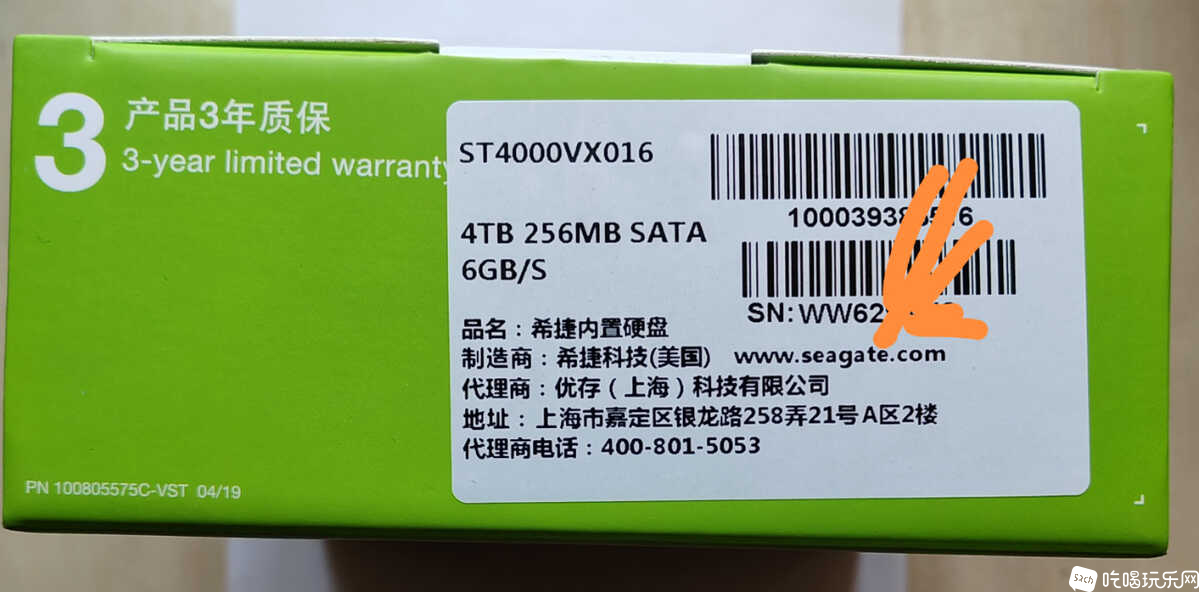 3
产品3年质保
3-year limited warranty
ST4000VX016
4TB 256MB SATA
6GB/S
SN:WW62
品名：希捷内置硬盘
制造商：希捷科技(美国) www.seagate.com
代理商：优存（上海）科技有限公司
地址：上海市嘉定区银龙路258弄21号A区2楼
代理商电话：400-801-5053
PN 100805575C-VST 04/19
吃喝玩乐网